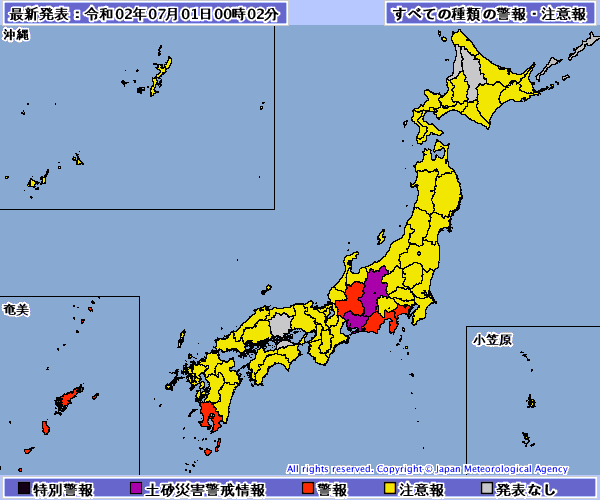 最新発表：令和02年07月01日00時02分
すべての種類の警報・注意報
沖縄
奄美
小笠原
All rights reserved. Copyright © Japan Meteorological Agency
特別警報 土砂災害警戒情報 警報 注意報 発表なし